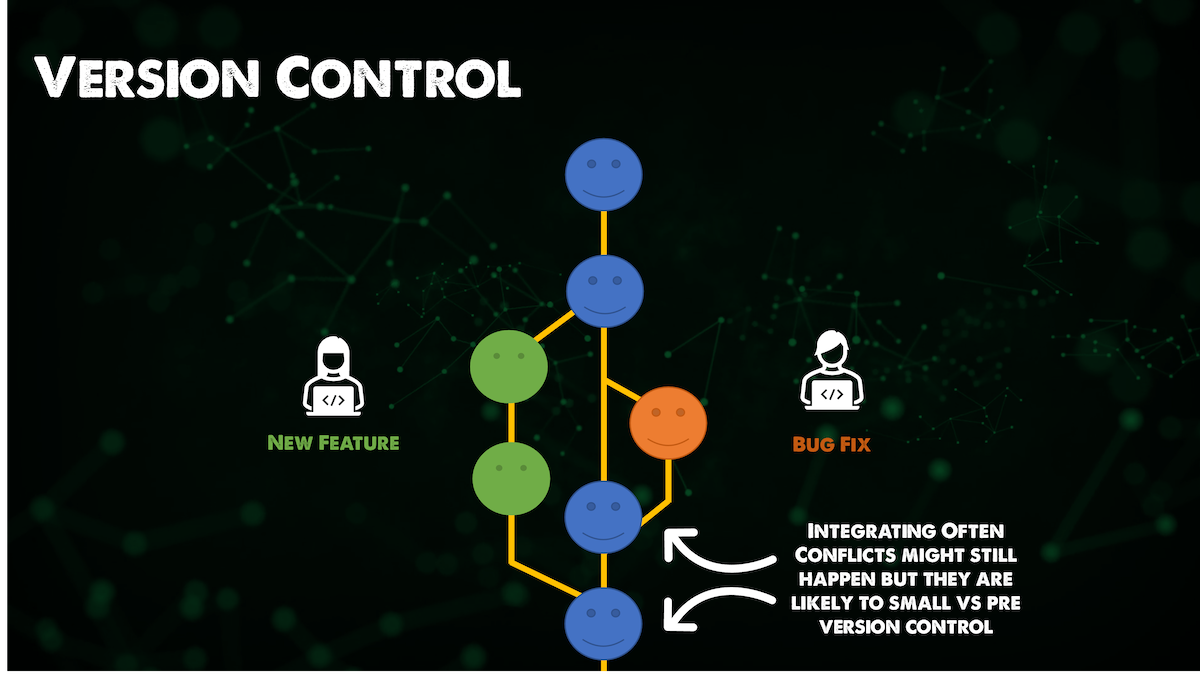 Version Control
</>
</>
New Feature
Bug Fix
Integrating Often
Conflicts might still
happen but they are
likely to small vs pre
version control